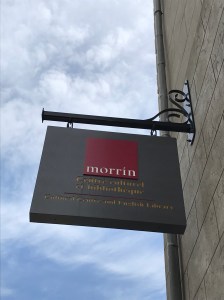 morrin
Centre culturel
et bibliothèque
Cultural Centre and English Library